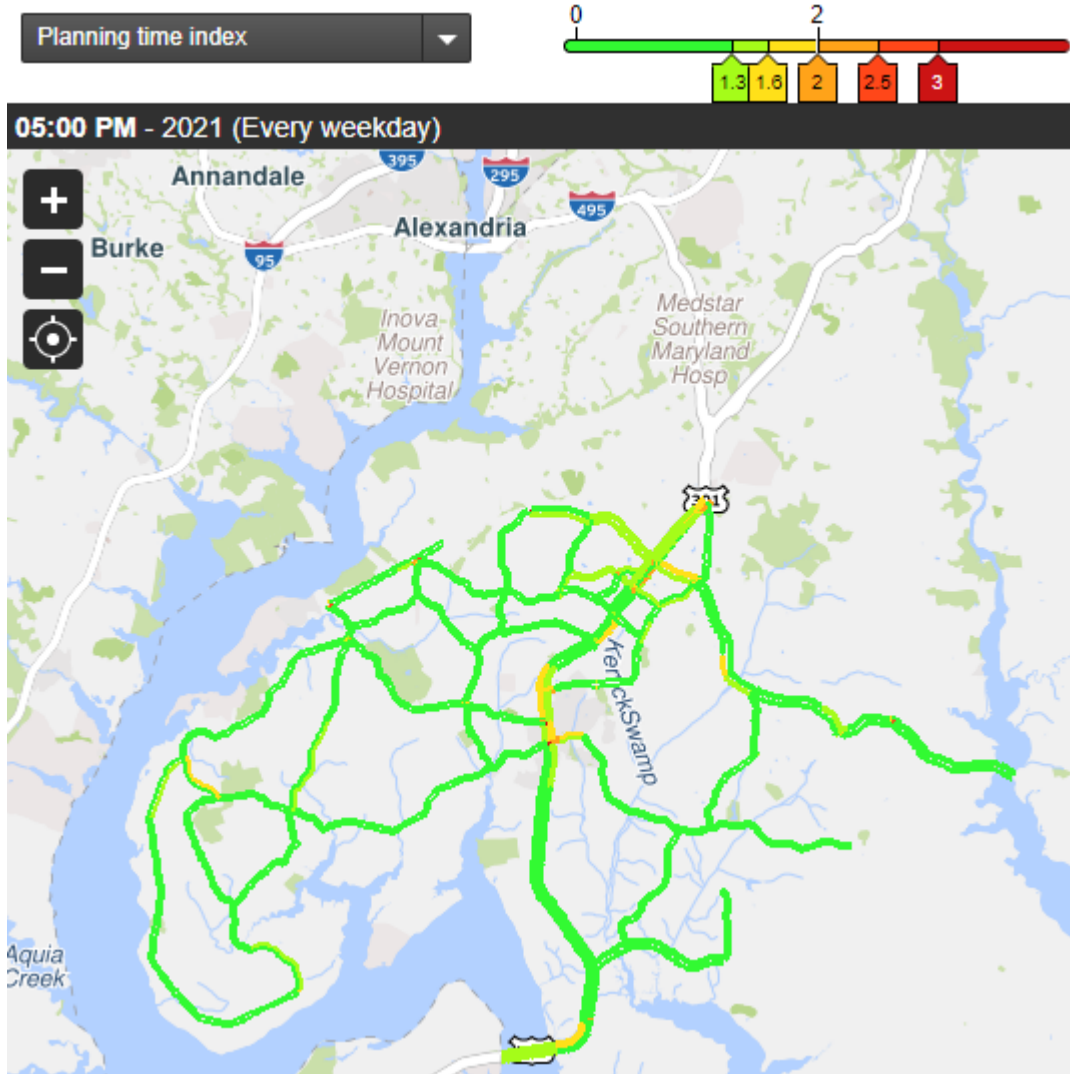 Planning time index
0 2
1.3 1.6 2 2.5 3
05:00 PM - 2021 (Every weekday)
395
Annandale
295
+
495
Alexandria
Burke
95
−
Medstar
Southern
Maryland
Hosp
Inova
Mount
Vernon
Hospital
301
KerrickSwamp
Aquia
Creek